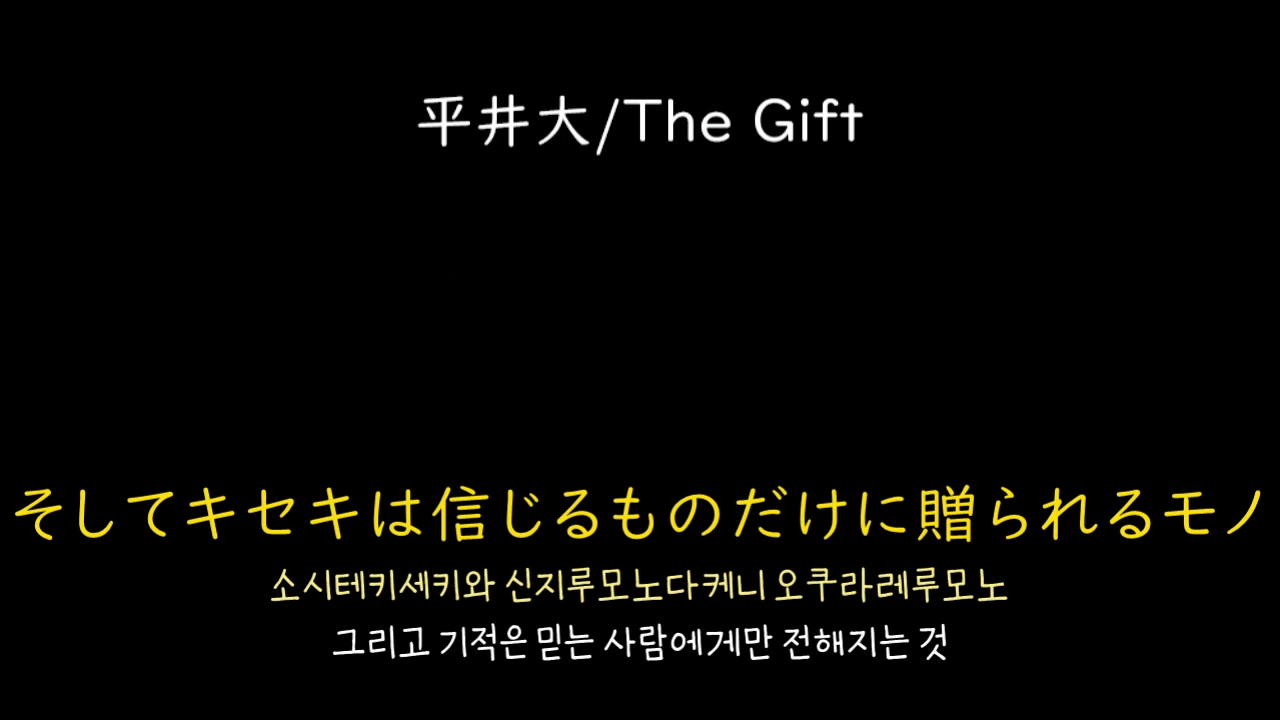 平井大/The Gift
そしてキセキは信じるものだけに贈られるモノ
소시테키세키와 신지루모노다케니 오쿠라레루모노
그리고 기적은 믿는 사람에게만 전해지는 것